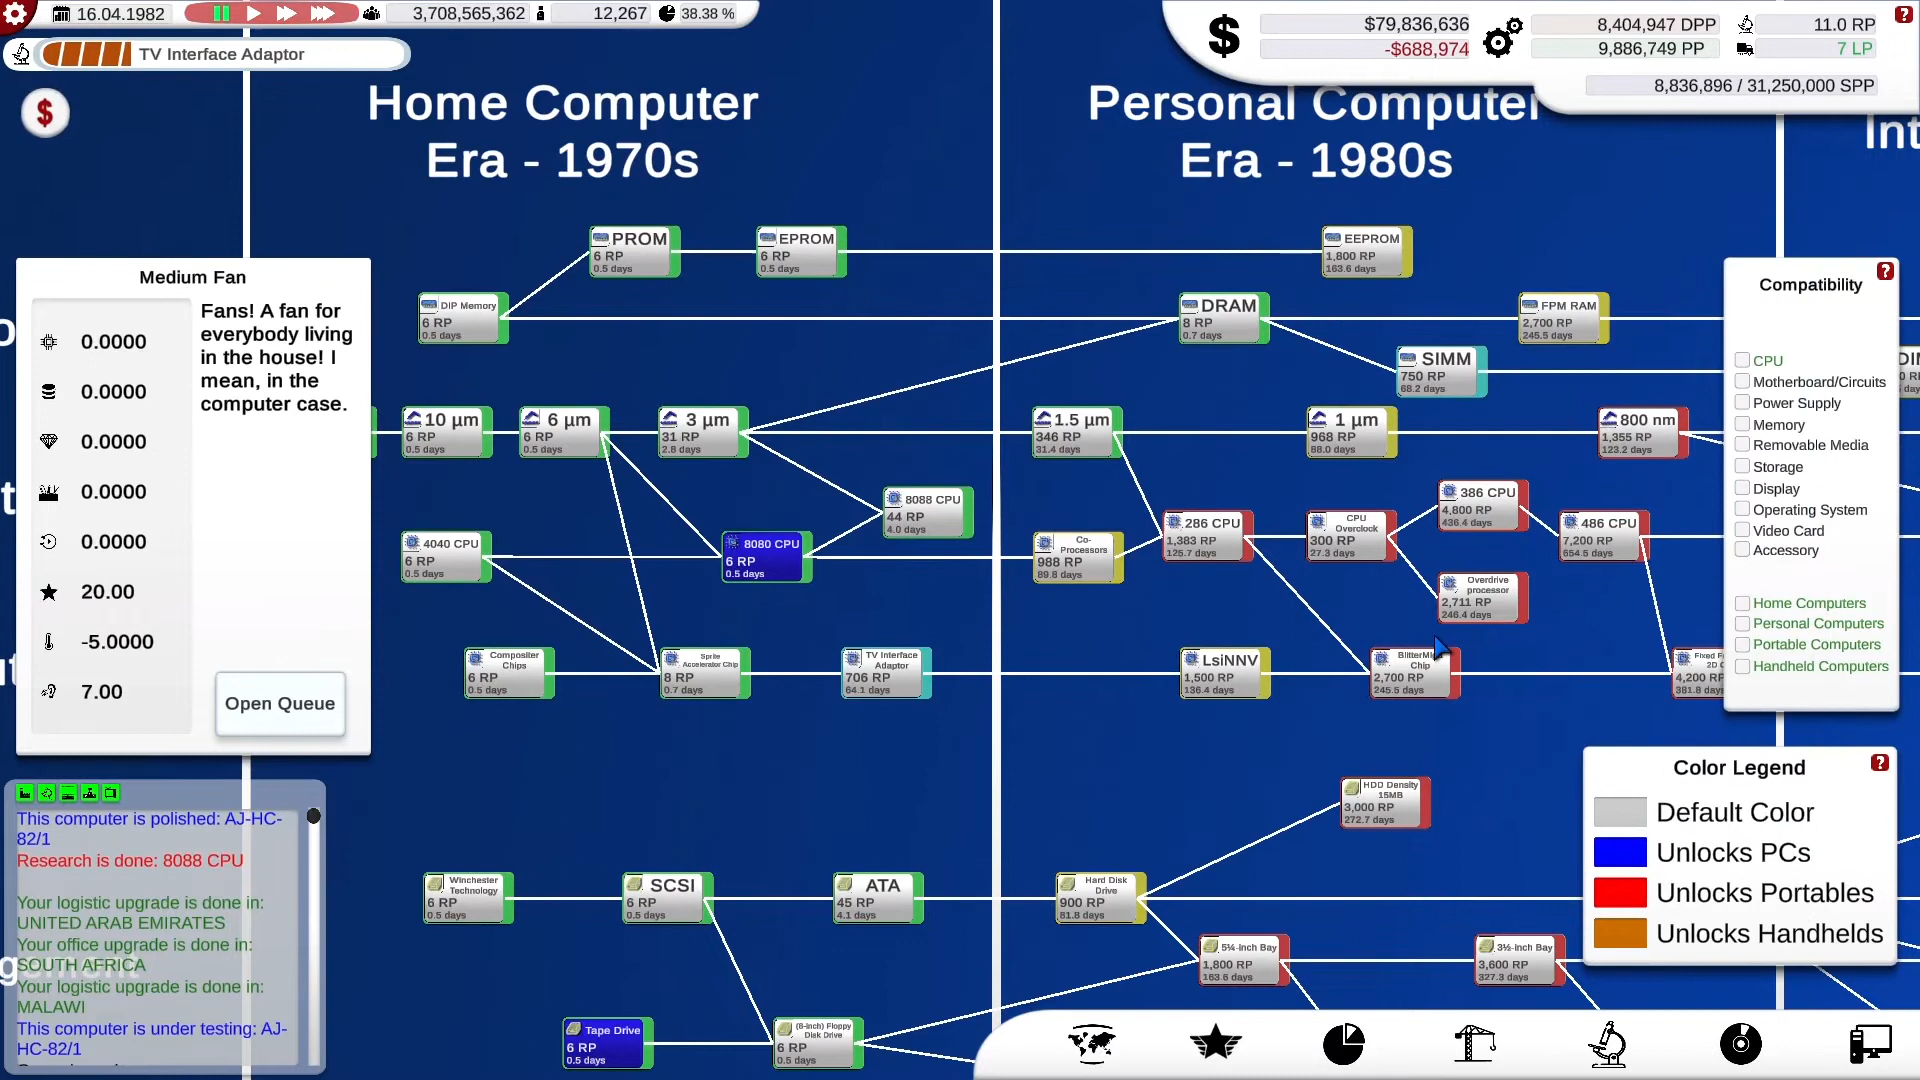 16.04.1982
3,708,565,362
12,267
38.38 %
TV Interface Adaptor
$79,836,636
-$688,974
8,404,947 DPP
9,886,749 PP
11.0 RP
7 LP
8,836,896 / 31,250,000 SPP
Home Computer
Era - 1970s
Personal Computer
Era - 1980s
Int
PROM
6 RP
0.5 days
EPROM
6 RP
0.5 days
EEPROM
1,800 RP
163.6 days
DIP Memory
6 RP
0.5 days
DRAM
8 RP
0.7 days
FPM RAM
2,700 RP
245.5 days
SIMM
750 RP
68.2 days
10 µm
6 RP
0.5 days
6 µm
6 RP
0.5 days
3 µm
31 RP
2.8 days
1.5 µm
346 RP
31.4 days
1 µm
968 RP
88.0 days
800 nm
1,355 RP
123.2 days
8088 CPU
44 RP
4.0 days
4040 CPU
6 RP
0.5 days
8080 CPU
6 RP
0.5 days
Co-
Processors
988 RP
89.8 days
286 CPU
1,383 RP
125.7 days
CPU
Overclock
300 RP
27.3 days
386 CPU
4,800 RP
436.4 days
486 CPU
7,200 RP
654.5 days
Overdrive
processor
2,711 RP
246.4 days
Compositer
Chips
6 RP
0.5 days
Sprite
Accelerator Chip
8 RP
0.7 days
TV Interface
Adaptor
706 RP
64.1 days
LsiNNV
1,500 RP
136.4 days
Chip
2,700 RP
245.5 days
4,200 RP
381.8 days
HDD Density
15MB
3,000 RP
272.7 days
Winchester
Technology
6 RP
0.5 days
SCSI
6 RP
0.5 days
ATA
45 RP
4.1 days
Hard Disk
Drive
900 RP
81.8 days
5¼-Inch Bay
1,800 RP
163.6 days
3½-Inch Bay
3,600 RP
327.3 days
Tape Drive
6 RP
0.5 days
(8-inch) Floppy
Disk Drive
6 RP
0.5 days
Medium Fan
0.0000
0.0000
0.0000
0.0000
0.0000
20.00
-5.0000
7.00
Fans! A fan for
everybody living
in the house! I
mean, in the
computer case.
Open Queue
This computer is polished: AJ-HC-
82/1
Research is done: 8088 CPU
Your logistic upgrade is done in:
UNITED ARAB EMIRATES
Your office upgrade is done in:
SOUTH AFRICA
Your logistic upgrade is done in:
MALAWI
This computer is under testing: AJ-
HC-82/1
Compatibility
CPU
Motherboard/Circuits
Power Supply
Memory
Removable Media
Storage
Display
Operating System
Video Card
Accessory
Home Computers
Personal Computers
Portable Computers
Handheld Computers
Color Legend
Default Color
Unlocks PCs
Unlocks Portables
Unlocks Handhelds